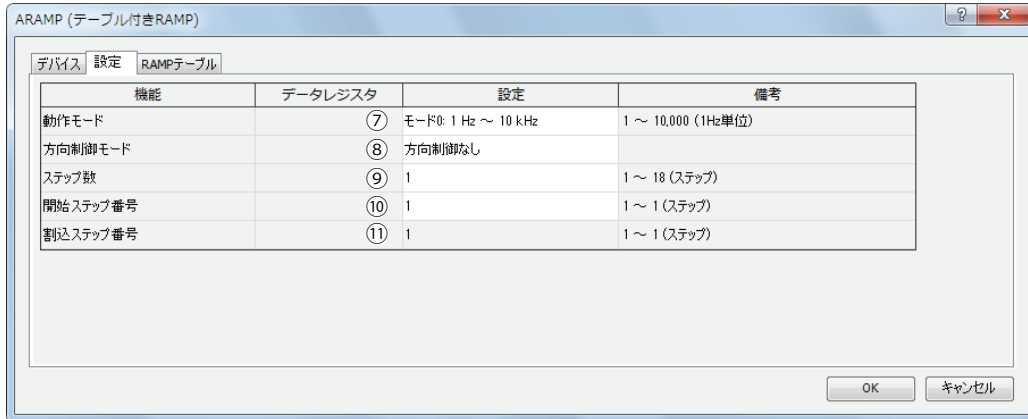 ARAMP (テーブル付きRAMP)
デバイス 設定 RAMPテーブル
機能 データレジスタ 設定 備考
動作モード ⑦ モード0: 1 Hz ～ 10 kHz 1 ～ 10,000 (1Hz単位)
方向制御モード ⑧ 方向制御なし
ステップ数 ⑨ 1 1 ～ 18 (ステップ)
開始ステップ番号 ⑩ 1 1 ～ 1 (ステップ)
割込ステップ番号 ⑪ 1 1 ～ 1 (ステップ)
OK キャンセル